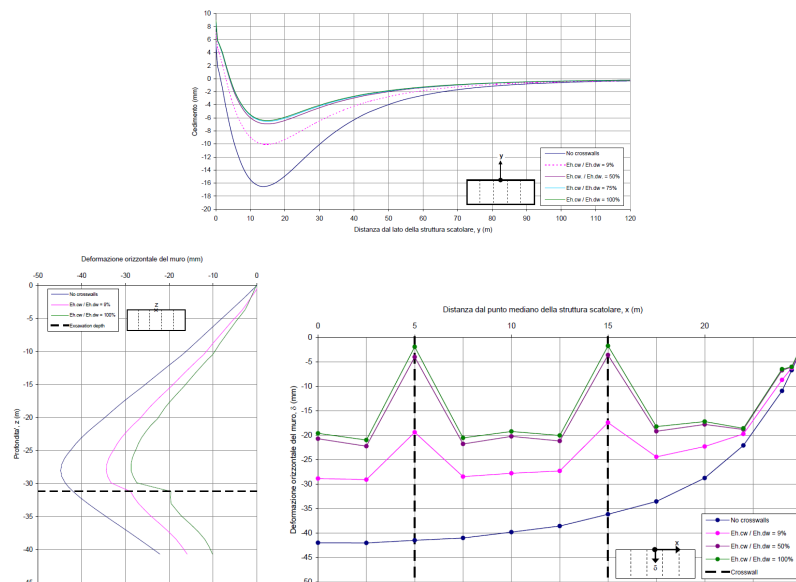 10
8
6
4
2
0
-2
-4
-6
-8
-10
-12
-14
-16
-18
-20
Cedimento (mm)
0 10 20 30 40 50 60 70 80 90 100 110 120
Distanza dal lato della struttura scatolare, y (m)
y
No crosswalls
Eh.cw / Eh.dw = 9%
Eh.cw. / Eh.dw. = 50%
Eh.cw / Eh.dw = 75%
Eh.cw / Eh.dw = 100%
Deformazione orizzontale del muro (mm)
-50 -40 -30 -20 -10 0
0
-5
-10
-15
-20
-25
-30
-35
-40
-45
Profondita', z (m)
No crosswalls
Eh.cw / Eh.dw = 9%
Eh.cw / Eh.dw = 100%
Excavation depth
z
Distanza dal punto mediano della struttura scatolare, x (m)
0 5 10 15 20
0
-5
-10
-15
-20
-25
-30
-35
-40
-45
-50
Deformazione orizzontale del muro, δ (mm)
x
δ
No crosswalls
Eh.cw / Eh.dw = 9%
Eh.cw / Eh.dw = 50%
Eh.cw / Eh.dw = 100%
Crosswall